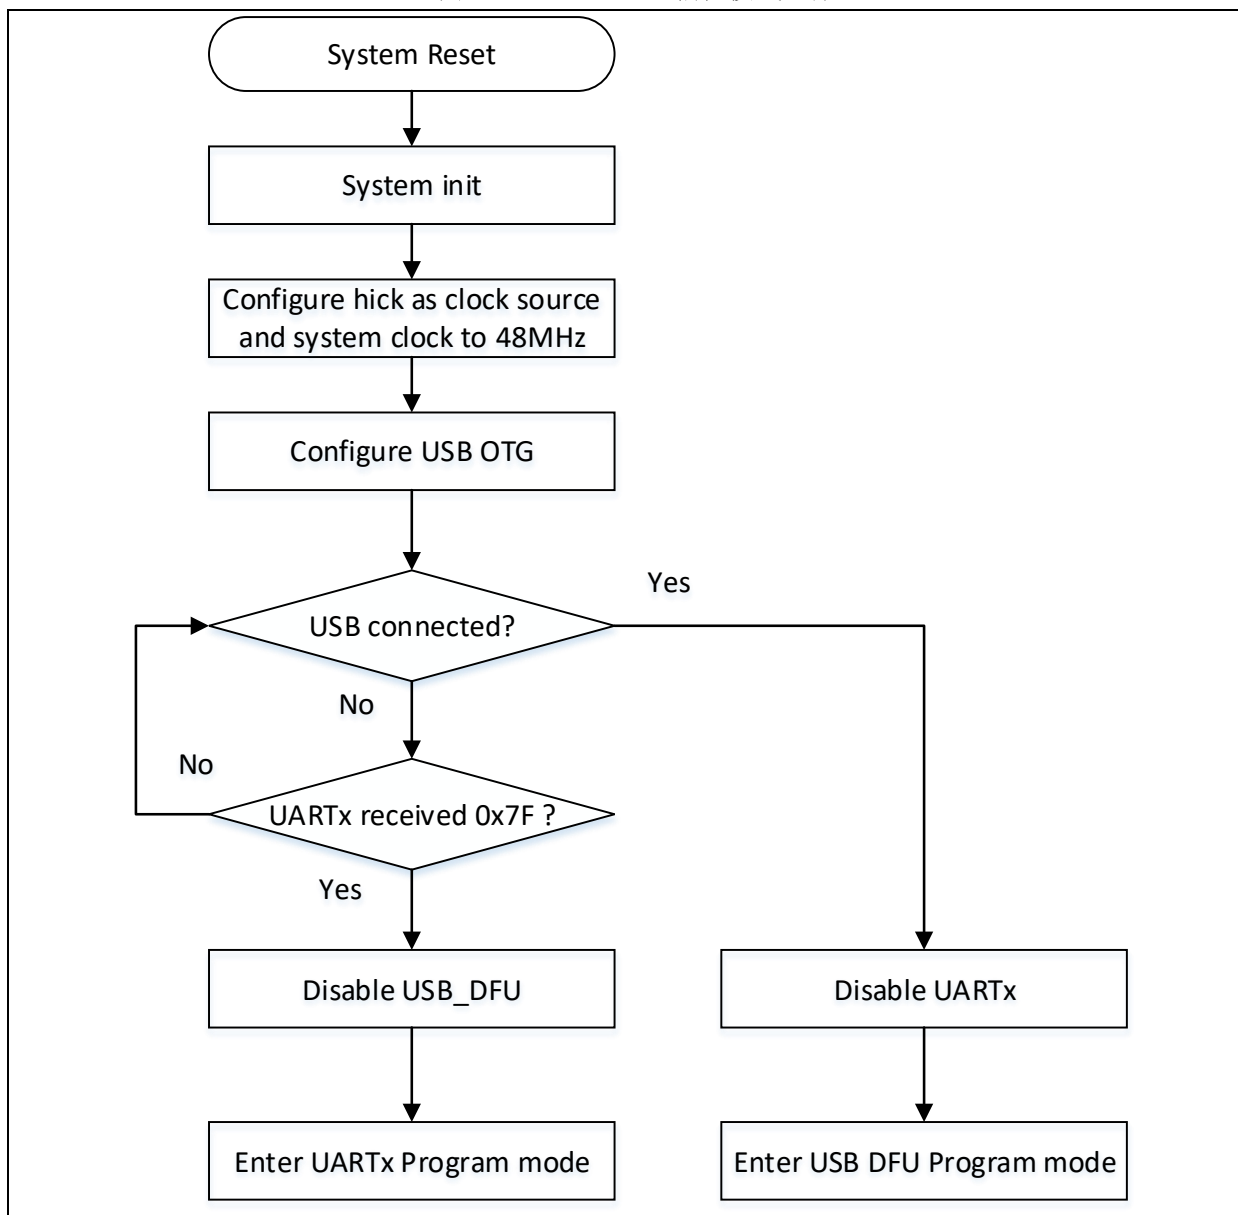 System Reset
System init
Configure hick as clock source
and system clock to 48MHz
Configure USB OTG
Yes
USB connected?
No
No
UARTx received 0x7F ?
Yes
Disable USB_DFU
Disable UARTx
Enter UARTx Program mode
Enter USB DFU Program mode